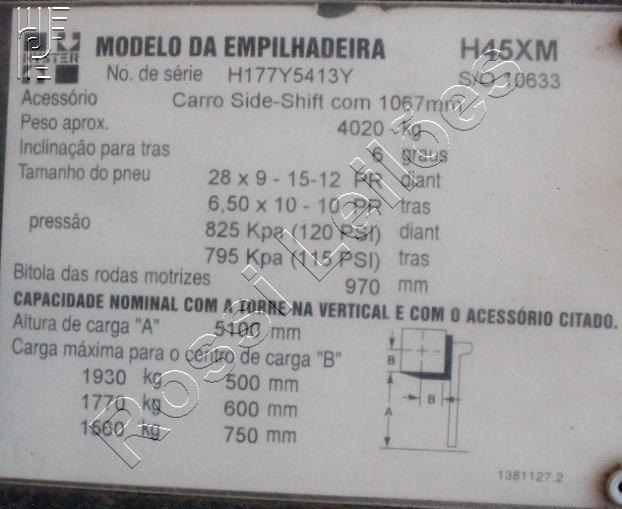 HYSTER
MODELO DA EMPILHADEIRA H45XM
No. de série H177Y5413Y S/O 10633
Acessório Carro Side-Shift com 1067mm
Peso aprox. 4020 kg
Inclinação para tras 6 graus
Tamanho do pneu 28 x 9 - 15-12 PR diant
6,50 x 10 - 10 PR tras
pressão 825 Kpa (120 PSI) diant
795 Kpa (115 PSI) tras
Bitola das rodas motrizes 970 mm
CAPACIDADE NOMINAL COM A TORRE NA VERTICAL E COM O ACESSÓRIO CITADO.
Altura de carga "A" 5100 mm
Carga máxima para o centro de carga "B"
1930 kg 500 mm
1770 kg 600 mm
1560 kg 750 mm
B
B
A
1381127.2
Rossi Leilões